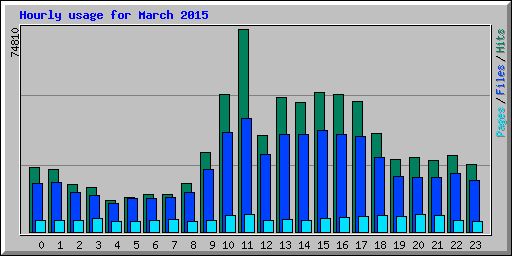 Hourly usage for March 2015
74810
Pages/Files/Hits
0 1 2 3 4 5 6 7 8 9 10 11 12 13 14 15 16 17 18 19 20 21 22 23